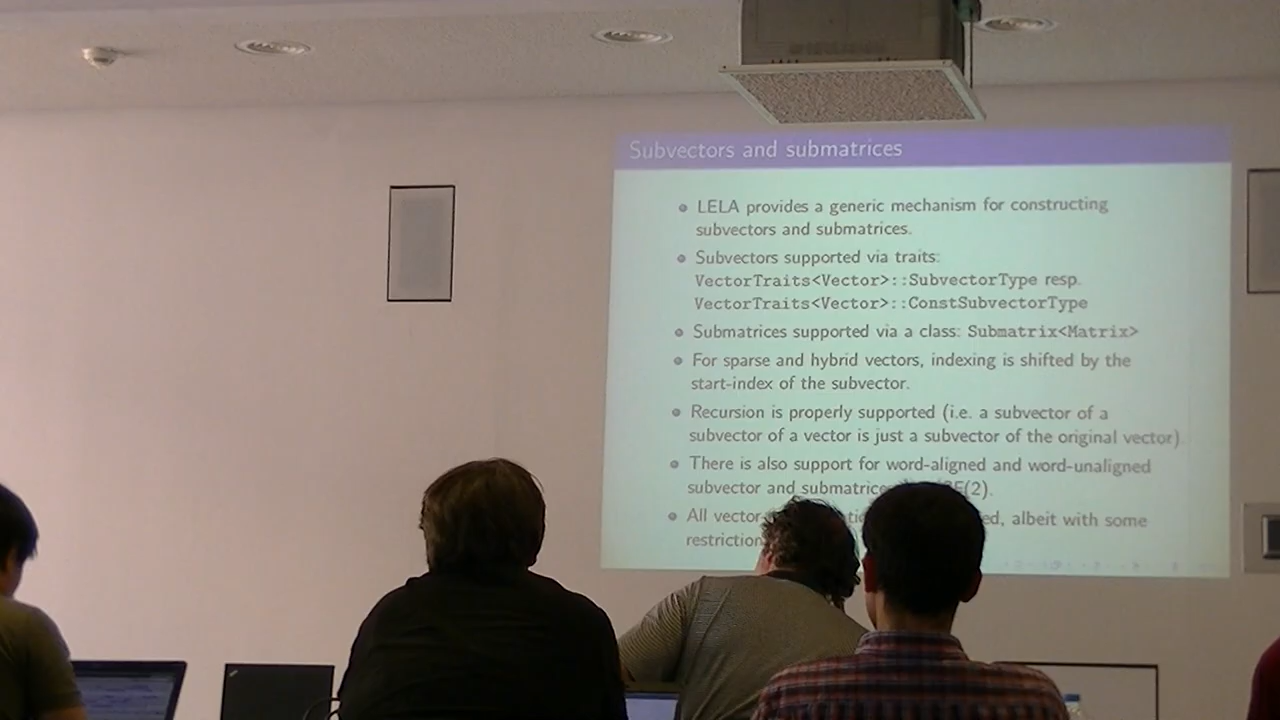 Subvectors and submatrices
LELA provides a generic mechanism for constructing
subvectors and submatrices.
Subvectors supported via traits:
VectorTraits<Vector>::SubvectorType resp.
VectorTraits<Vector>::ConstSubvectorType
Submatrices supported via a class: Submatrix<Matrix>
For sparse and hybrid vectors, indexing is shifted by the
start-index of the subvector.
Recursion is properly supported (i.e. a subvector of a
subvector of a vector is just a subvector of the original vector)
There is also support for word-aligned and word-unaligned
subvector and submatrices (2).
All vector albeit with some
restriction